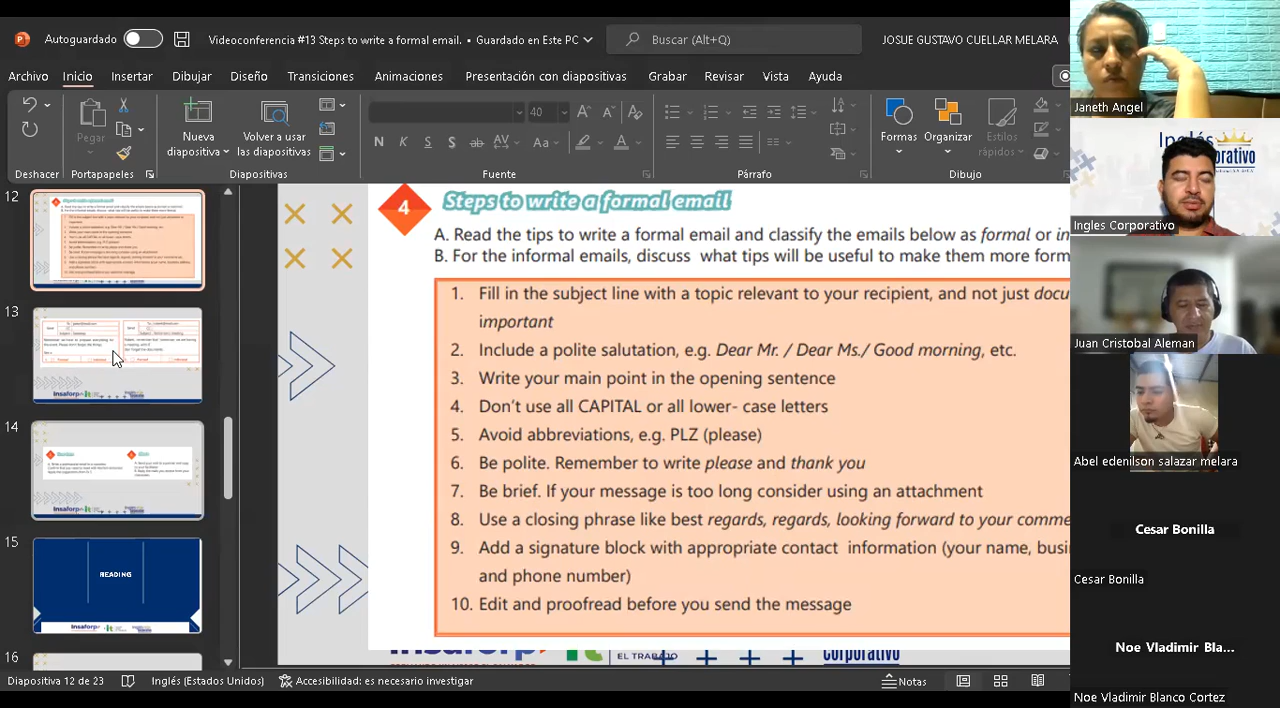 Autoguardado
Videoconferencia #13 Steps to write a formal email... • Guardado en Este PC
Buscar (Alt+Q)
JOSUE GUSTAVO CUELLAR MELARA
Archivo Inicio Insertar Dibujar Diseño Transiciones Animaciones Presentación con diapositivas Grabar Revisar Vista Ayuda
40
Pegar
Nueva diapositiva
Volver a usar las diapositivas
Formas Organizar Estilos rápidos
Deshacer Portapapeles Diapositivas Fuente Párrafo Dibujo
12
13
14
15
READING
16
4
Steps to write a formal email
A. Read the tips to write a formal email and classify the emails below as formal or
B. For the informal emails, discuss what tips will be useful to make them more
1. Fill in the subject line with a topic relevant to your recipient, and not just
important
2. Include a polite salutation, e.g. Dear Mr. / Dear Ms./ Good morning, etc.
3. Write your main point in the opening sentence
4. Don't use all CAPITAL or all lower- case letters
5. Avoid abbreviations, e.g. PLZ (please)
6. Be polite. Remember to write please and thank you
7. Be brief. If your message is too long consider using an attachment
8. Use a closing phrase like best regards, regards, looking forward to your
9. Add a signature block with appropriate contact information (your name,
and phone number)
10. Edit and proofread before you send the message
EL TRABAJO
Corporativo
Diapositiva 12 de 23
Inglés (Estados Unidos)
Accesibilidad: es necesario investigar
Notas
Janeth Angel
Inglés
Ingles Corporativo
Juan Cristobal Aleman
Abel edenilson salazar melara
Cesar Bonilla
Cesar Bonilla
Noe Vladimir Bla...
Noe Vladimir Blanco Cortez